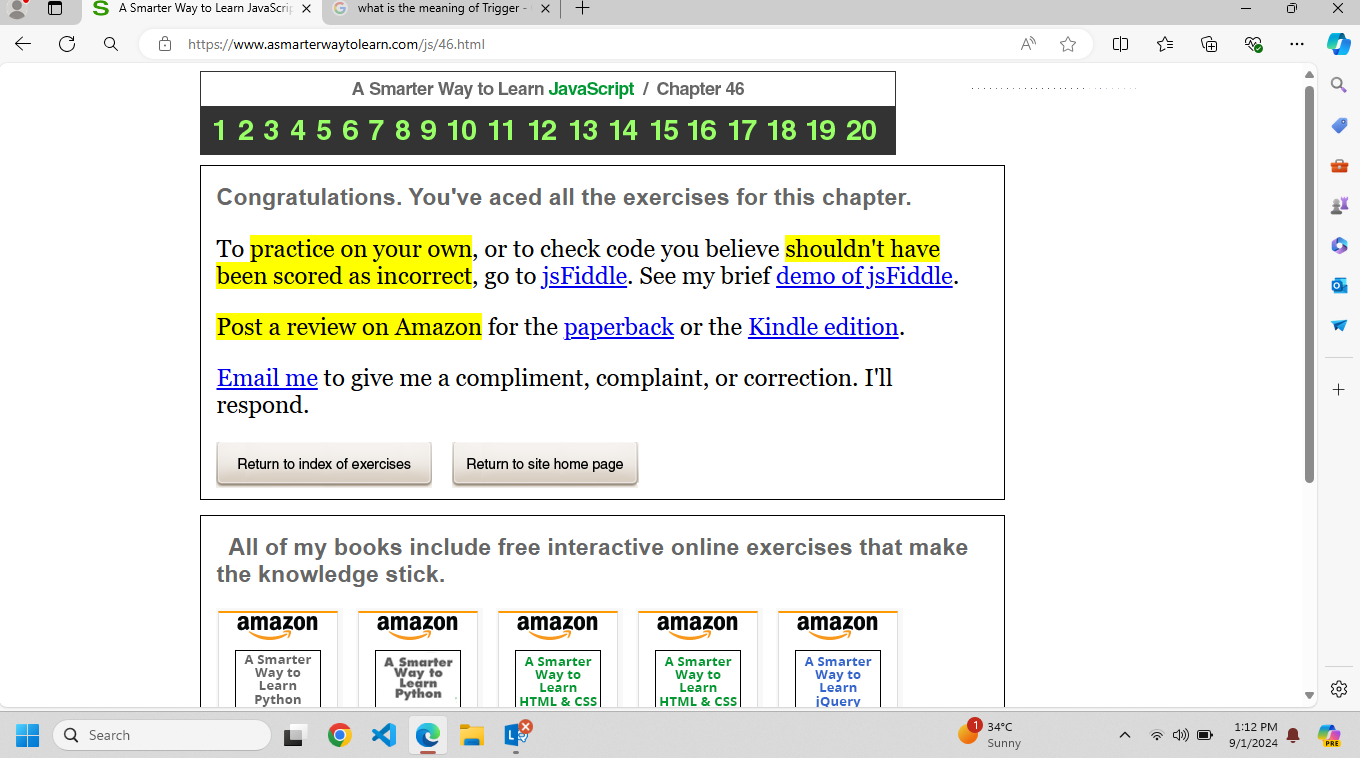 A Smarter Way to Learn JavaScrip
what is the meaning of Trigger -
https://www.asmarterwaytolearn.com/js/46.html
A Smarter Way to Learn JavaScript / Chapter 46
1 2 3 4 5 6 7 8 9 10 11 12 13 14 15 16 17 18 19 20
Congratulations. You've aced all the exercises for this chapter.
To practice on your own, or to check code you believe shouldn't have
been scored as incorrect, go to jsFiddle. See my brief demo of jsFiddle.
Post a review on Amazon for the paperback or the Kindle edition.
Email me to give me a compliment, complaint, or correction. I'll
respond.
Return to index of exercises Return to site home page
All of my books include free interactive online exercises that make
the knowledge stick.
amazon amazon amazon amazon amazon
A Smarter A Smarter A Smarter A Smarter A Smarter
Way to Way to Way to Way to Way to
Learn Learn Learn Learn Learn
Python Python HTML & CSS HTML & CSS jQuery
Search
1 34°C
Sunny
1:12 PM
9/1/2024
PRE